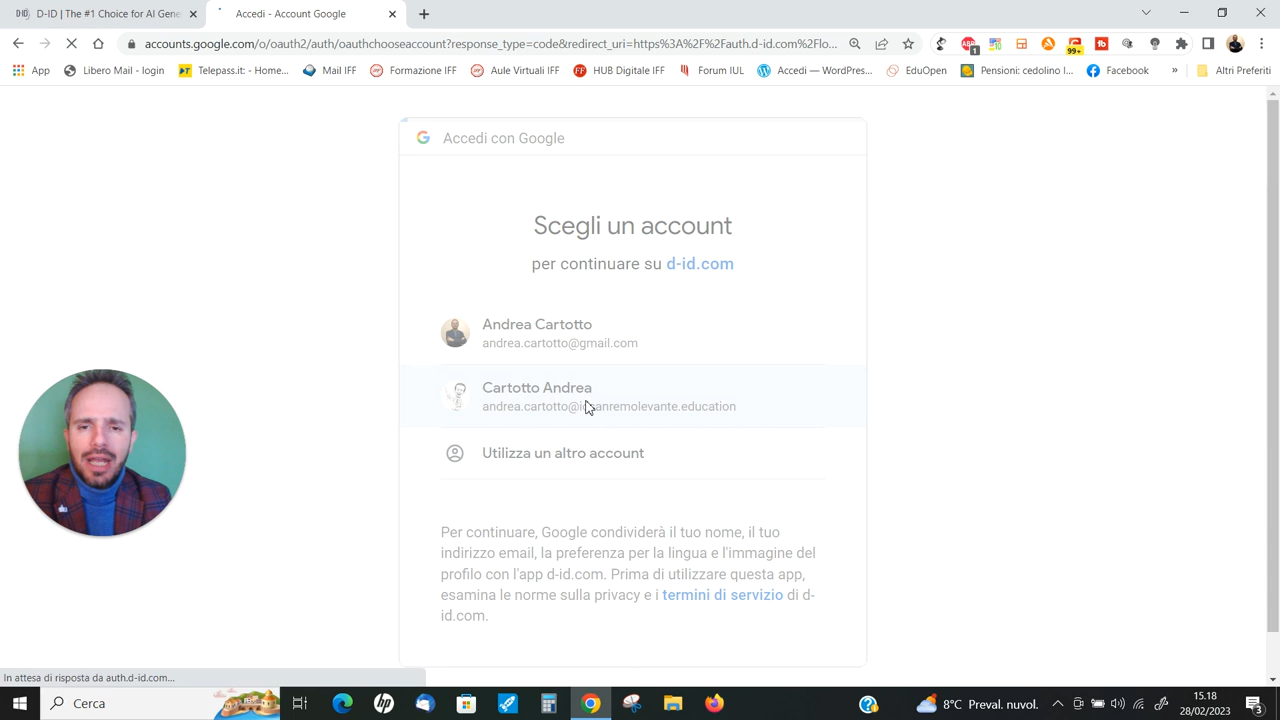 D-ID | The #1 Choice for AI Gene
Accedi - Account Google
accounts.google.com/o/oauth2/auth/oauthchooseaccount?response_type=code&redirect_uri=https%3A%2F%2Fauth.d-id.com%2Flo...
App
Libero Mail - login
Telepass.it: - Home...
Mail IFF
Formazione IFF
Aule Virtuali IFF
HUB Digitale IFF
Forum IUL
Accedi — WordPres...
EduOpen
Pensioni: cedolino I...
Facebook
»
Altri Preferiti
1
99+
Accedi con Google
Scegli un account
per continuare su d-id.com
Andrea Cartotto
andrea.cartotto@gmail.com
Cartotto Andrea
Utilizza un altro account
Per continuare, Google condividerà il tuo nome, il tuo
indirizzo email, la preferenza per la lingua e l'immagine del
profilo con l'app d-id.com. Prima di utilizzare questa app,
esamina le norme sulla privacy e i termini di servizio di d-
id.com.
In attesa di risposta da auth.d-id.com...
Cerca
8°C Preval. nuvol.
15.18
28/02/2023
3